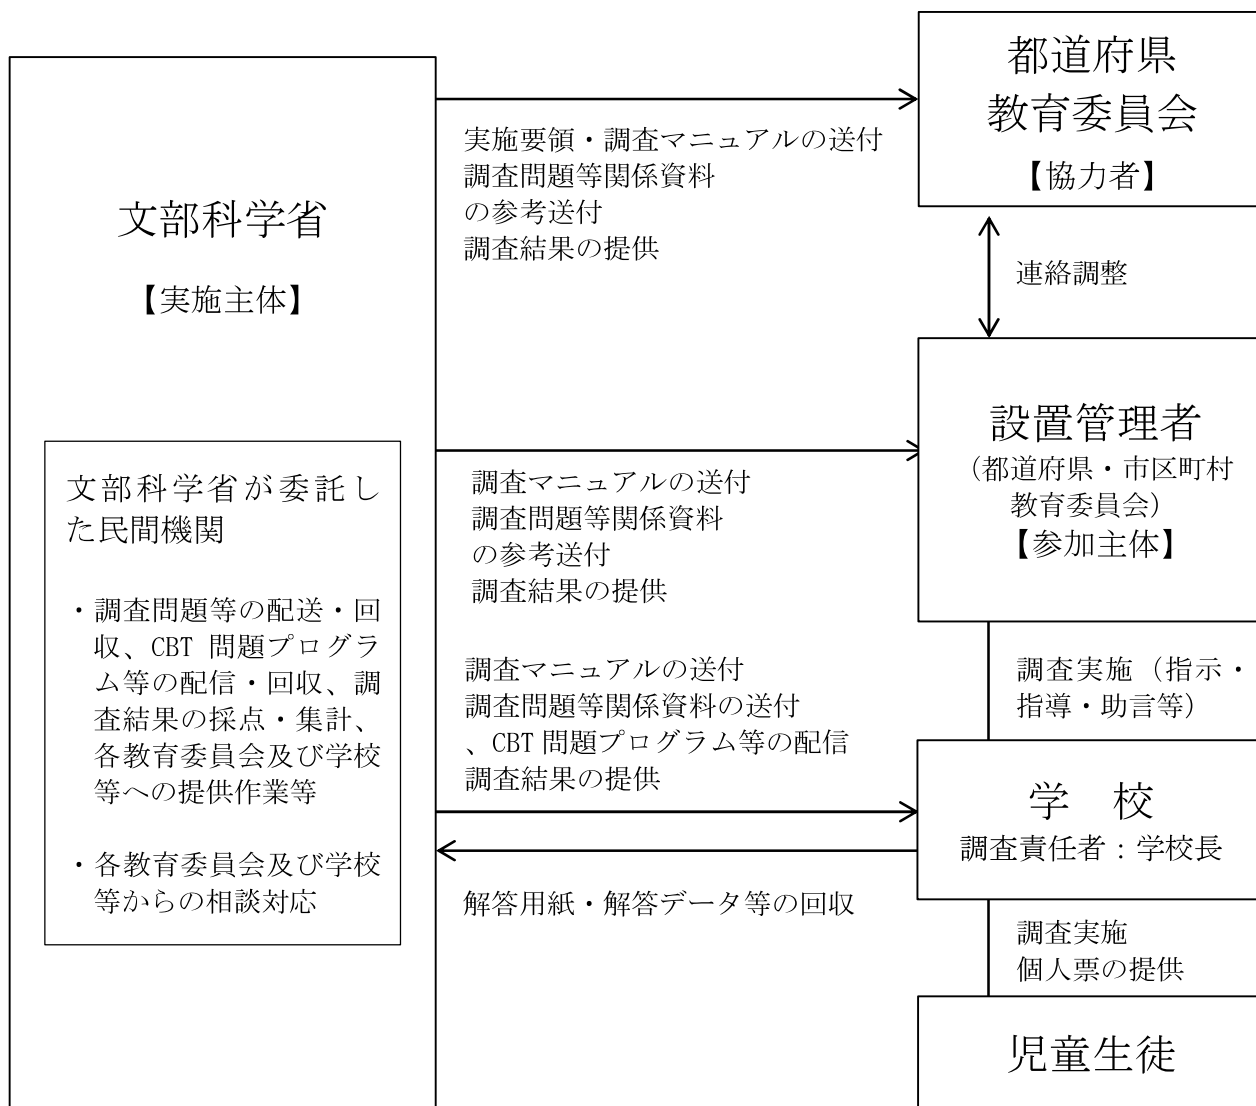 都道府県
教育委員会
【協力者】
実施要領・調査マニュアルの送付
調査問題等関係資料
の参考送付
調査結果の提供
文部科学省
【実施主体】
連絡調整
設置管理者
（都道府県・市区町村
教育委員会）
【参加主体】
調査マニュアルの送付
調査問題等関係資料
の参考送付
調査結果の提供
文部科学省が委託し
た民間機関
・調査問題等の配送・回
収、CBT 問題プログラ
ム等の配信・回収、調
査結果の採点・集計、
各教育委員会及び学校
等への提供作業等
・各教育委員会及び学校
等からの相談対応
調査マニュアルの送付
調査問題等関係資料の送付
、CBT 問題プログラム等の配信
調査結果の提供
調査実施（指示・
指導・助言等）
学　校
調査責任者：学校長
解答用紙・解答データ等の回収
調査実施
個人票の提供
児童生徒